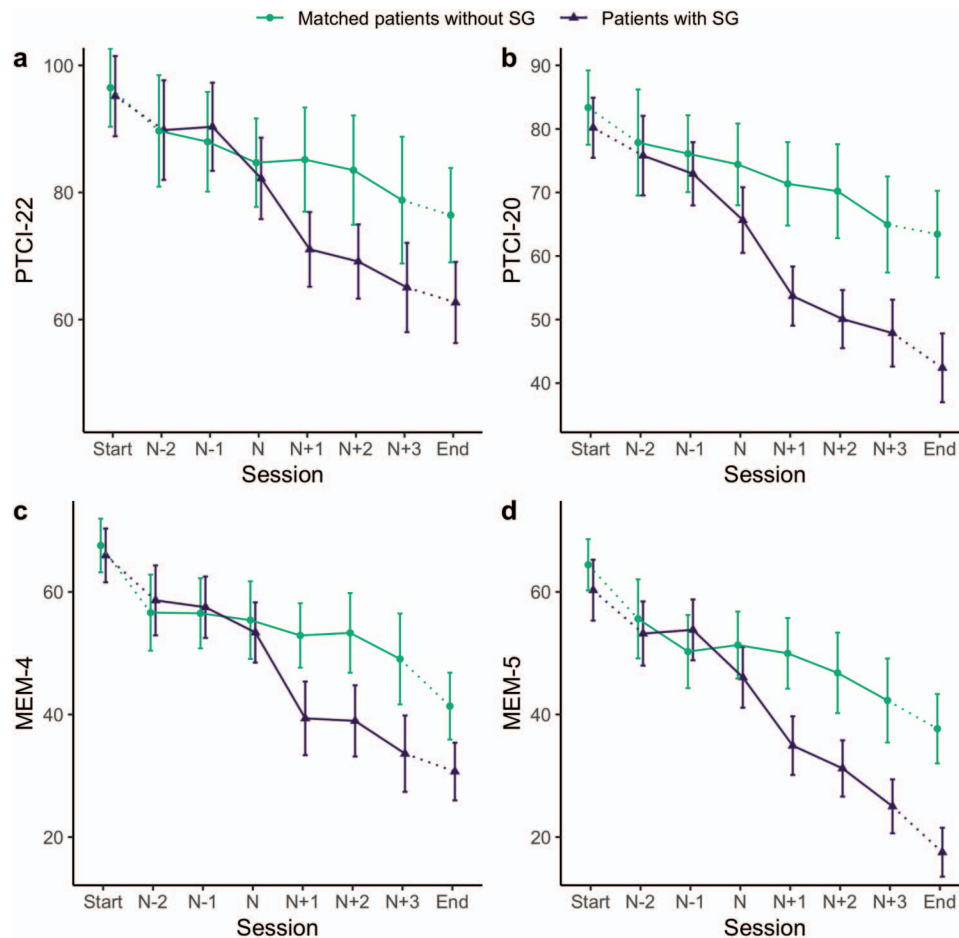 Matched patients without SG Patients with SG
a
100
80
60
PTCI-22
Start N-2 N-1 N N+1 N+2 N+3 End
Session
b
90
80
70
60
50
40
PTCI-20
Start N-2 N-1 N N+1 N+2 N+3 End
Session
c
60
40
20
MEM-4
Start N-2 N-1 N N+1 N+2 N+3 End
Session
d
60
40
20
MEM-5
Start N-2 N-1 N N+1 N+2 N+3 End
Session